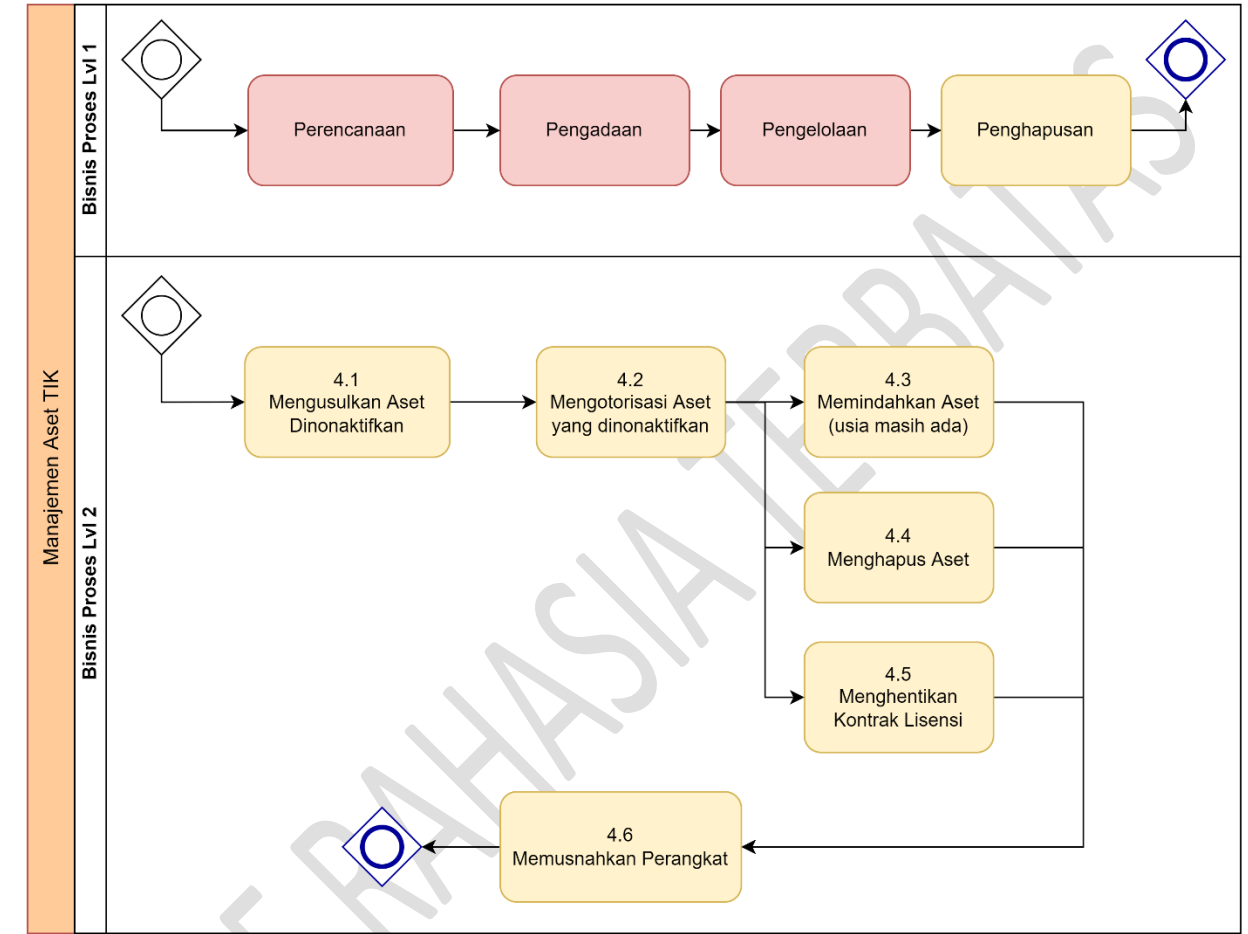 Manajemen Aset TIK
Bisnis Proses Lvl 1
Perencanaan
Pengadaan
Pengelolaan
Penghapusan
Bisnis Proses Lvl 2
4.1
Mengusulkan Aset
Dinonaktifkan
4.2
Mengotorisasi Aset
yang dinonaktifkan
4.3
Memindahkan Aset
(usia masih ada)
4.4
Menghapus Aset
4.5
Menghentikan
Kontrak Lisensi
4.6
Memusnahkan Perangkat
RAHASIA TERBATAS